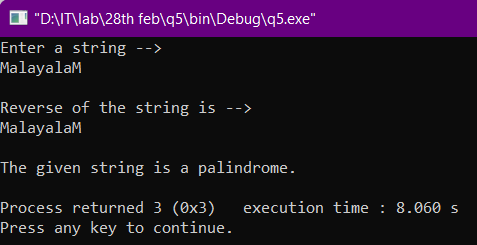 "D:\IT\lab\28th feb\q5\bin\Debug\q5.exe"
Enter a string -->
MalayalaM
Reverse of the string is -->
MalayalaM
The given string is a palindrome.
Process returned 3 (0x3)   execution time : 8.060 s
Press any key to continue.